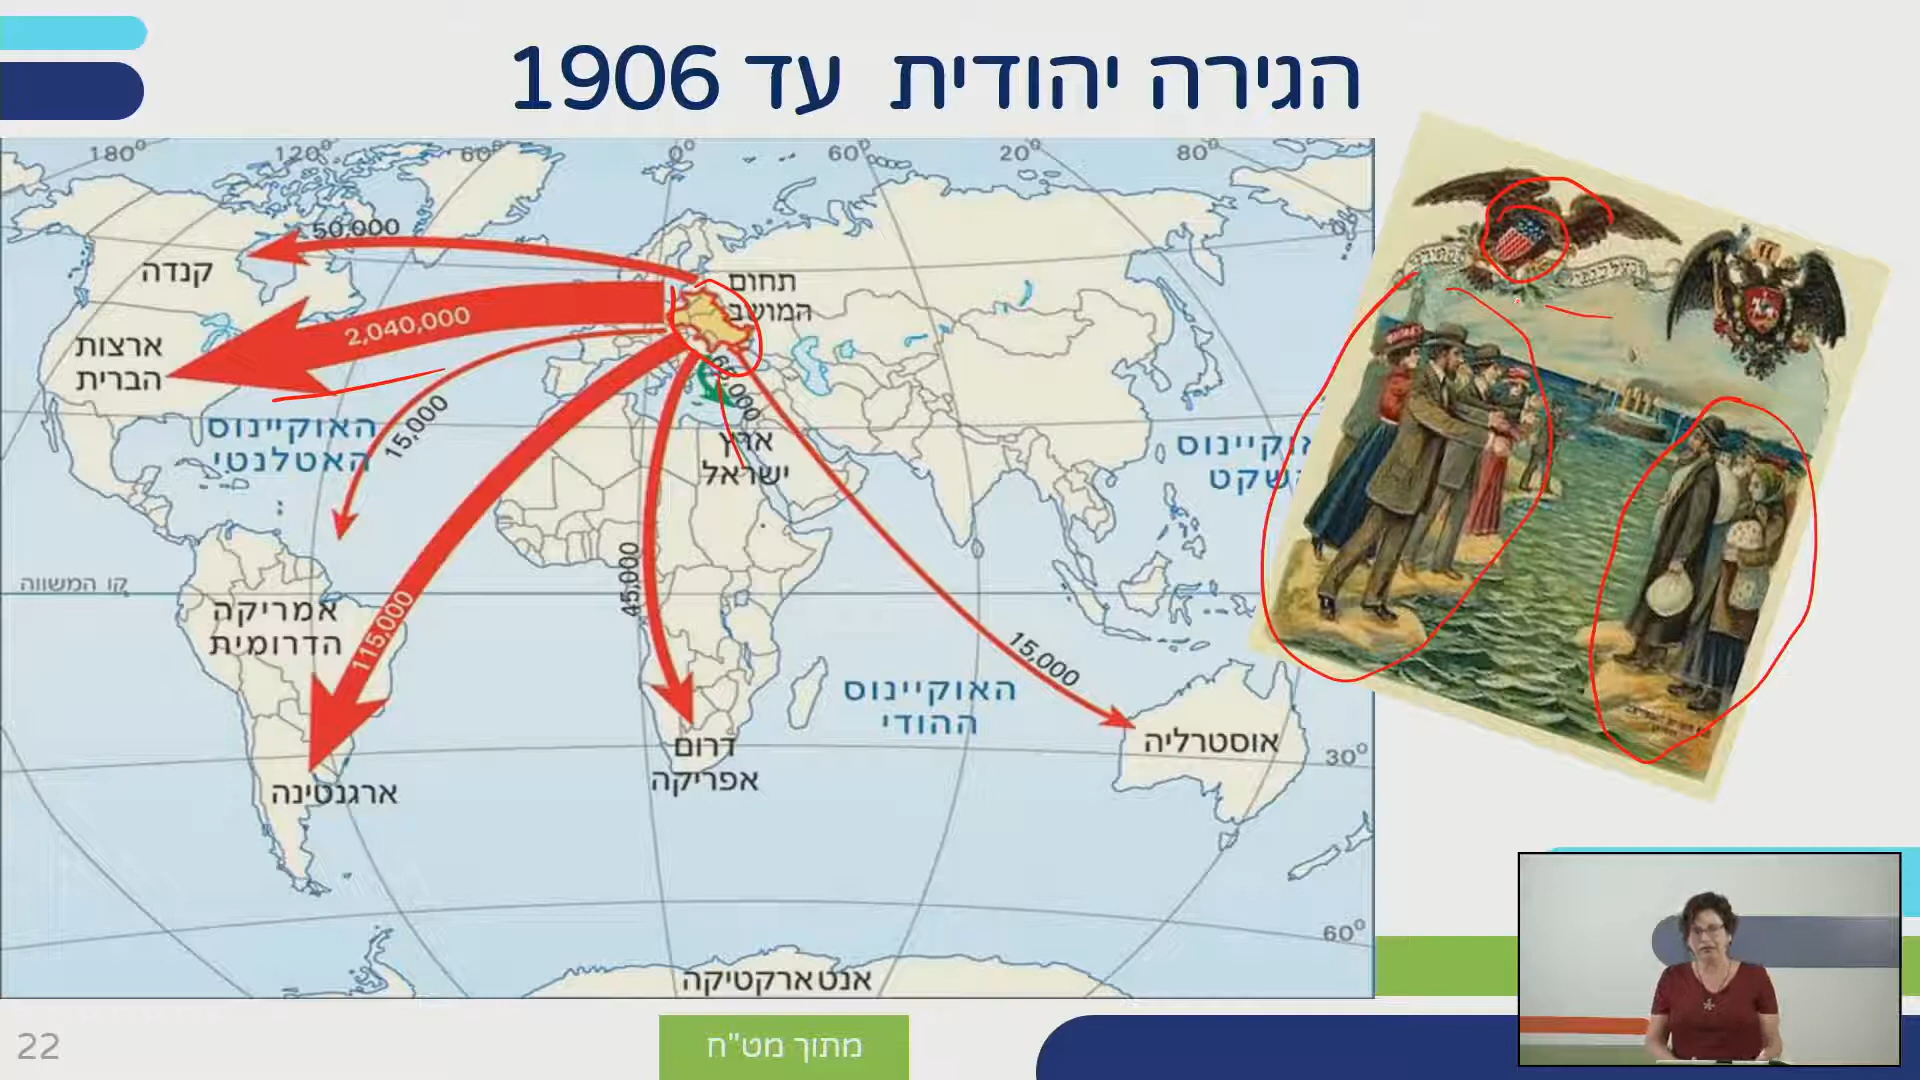 הגירה יהודית עד 1906
180°
120°
60°
0°
60°
20°
80°
50,000
קנדה
תחום
המושב
2,040,000
ארצות
הברית
15,000
האוקיינוס
האטלנטי
ארץ
ישראל
קו המשווה
אמריקה
הדרומית
115,000
45,000
15,000
האוקיינוס
ההודי
אוסטרליה
דרום
אפריקה
ארגנטינה
30°
60°
אנטארקטיקה
22
מתוך מט"ח